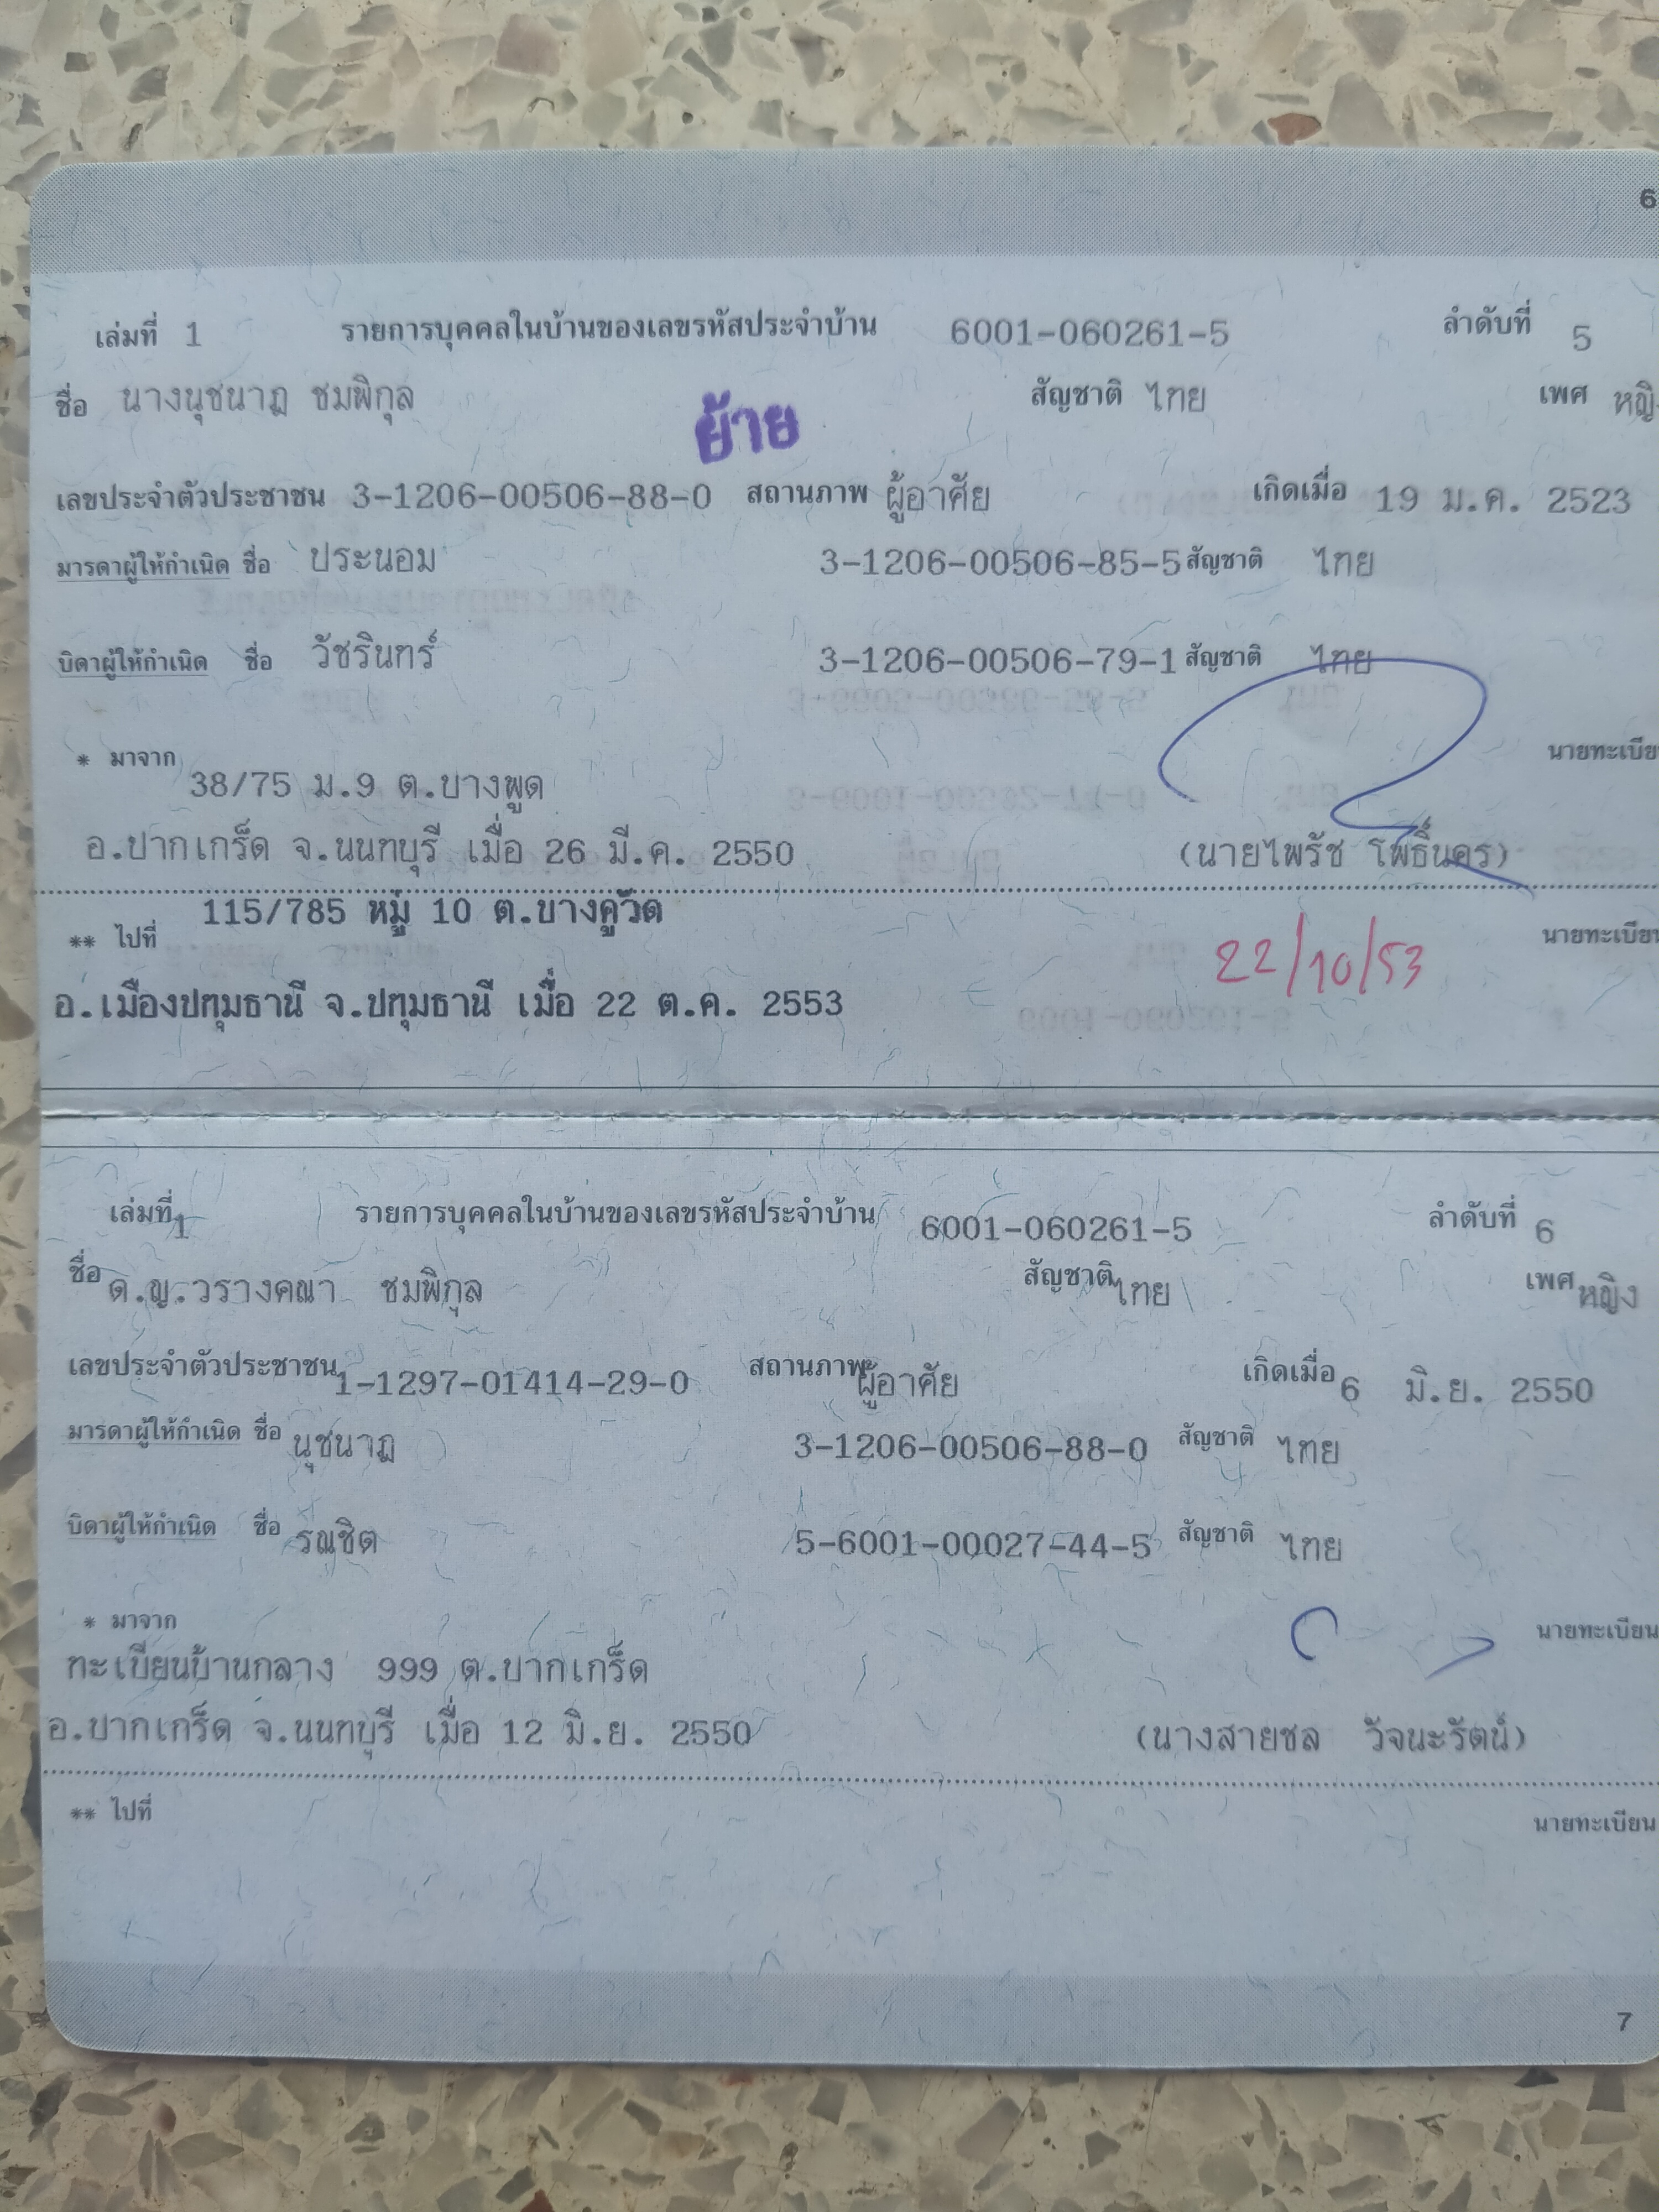 6
เล่มที่ 1 รายการบุคคลในบ้านของเลขรหัสประจำบ้าน 6001-060261-5 ลำดับที่ 5
ชื่อ นางนุชนาฏ ชมพิกุล สัญชาติ ไทย เพศ หญิ
ย้าย
เลขประจำตัวประชาชน 3-1206-00506-88-0 สถานภาพ ผู้อาศัย เกิดเมื่อ 19 ม.ค. 2523
มารดาผู้ให้กำเนิด ชื่อ ประนอม 3-1206-00506-85-5 สัญชาติ ไทย
บิดาผู้ให้กำเนิด ชื่อ วัชรินทร์ 3-1206-00506-79-1 สัญชาติ ไทย
* มาจาก นายทะเบีย
38/75 ม.9 ต.บางพูด
อ.ปากเกร็ด จ.นนทบุรี เมื่อ 26 มี.ค. 2550 (นายไพรัช โพธิ์นคร)
115/785 หมู่ 10 ต.บางคูวัด
** ไปที่ 22/10/53 นายทะเบีย
อ.เมืองปทุมธานี จ.ปทุมธานี เมื่อ 22 ต.ค. 2553
เล่มที่ 1 รายการบุคคลในบ้านของเลขรหัสประจำบ้าน 6001-060261-5 ลำดับที่ 6
ชื่อ ด.ญ.วรางคณา ชมพิกุล สัญชาติ ไทย เพศ หญิง
เลขประจำตัวประชาชน 1-1297-01414-29-0 สถานภาพ ผู้อาศัย เกิดเมื่อ 6 มิ.ย. 2550
มารดาผู้ให้กำเนิด ชื่อ นุชนาฏ 3-1206-00506-88-0 สัญชาติ ไทย
บิดาผู้ให้กำเนิด ชื่อ รณชิต 5-6001-00027-44-5 สัญชาติ ไทย
* มาจาก นายทะเบียน
ทะเบียนบ้านกลาง 999 ต.ปากเกร็ด
อ.ปากเกร็ด จ.นนทบุรี เมื่อ 12 มิ.ย. 2550 (นางสายชล วัจนะรัตน์)
** ไปที่ นายทะเบียน
7